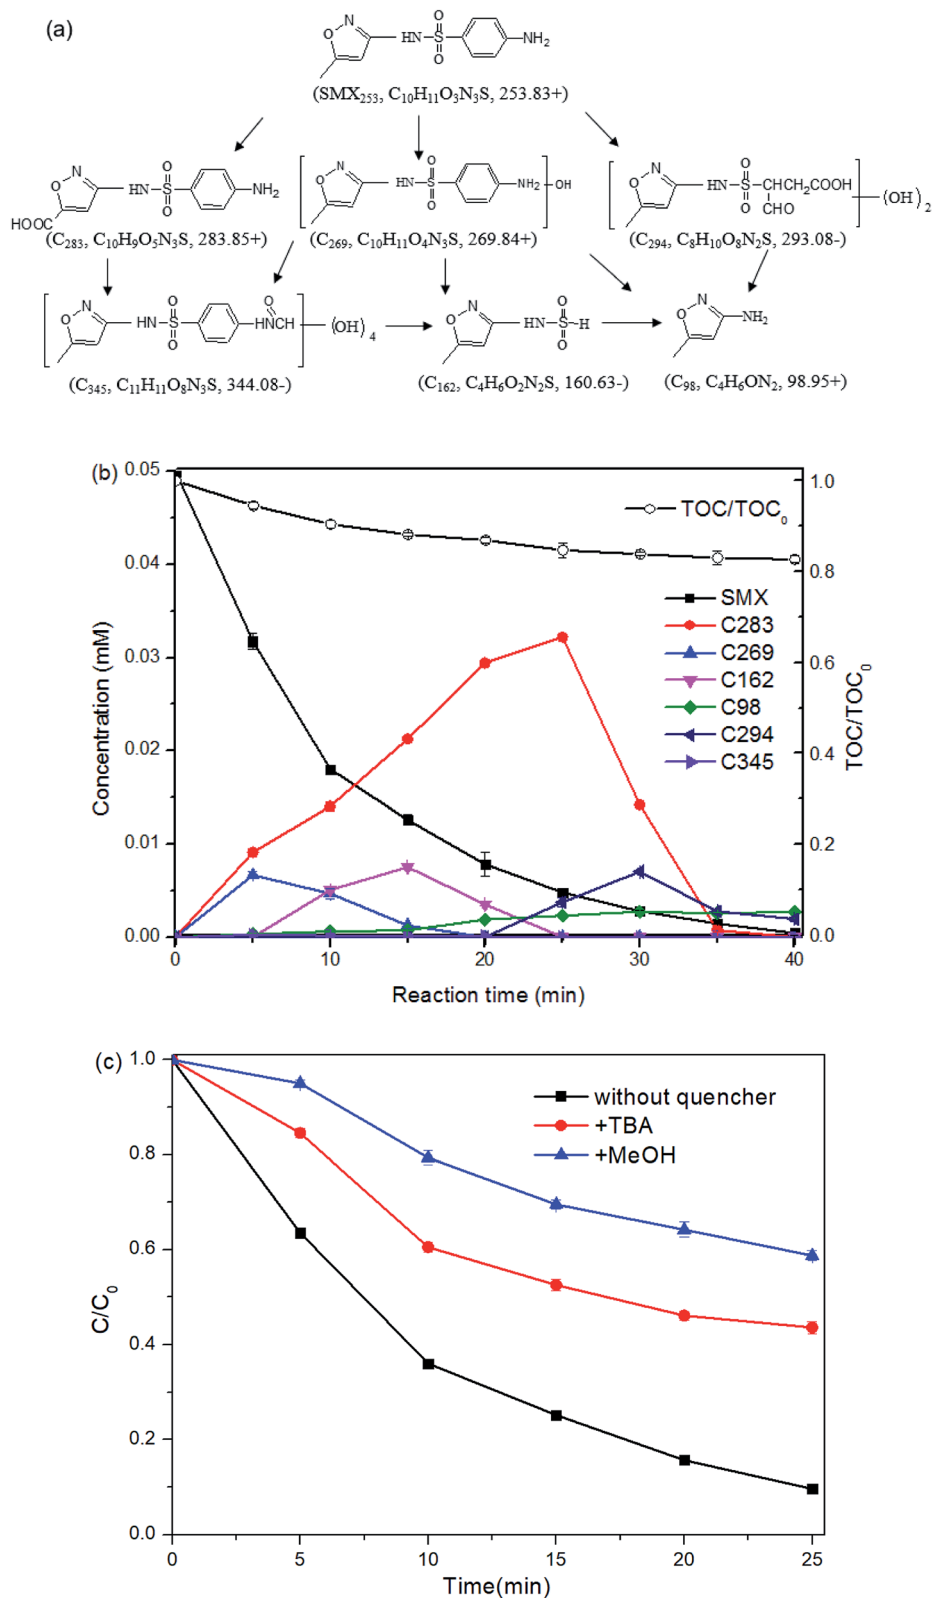 (a)
N
O
HN
O
S
O
NH₂
(SMX₂₅₃, C₁₀H₁₁O₃N₃S, 253.83+)
N
O
HOOC
HN
O
S
O
NH₂
N
O
HN
O
S
O
NH₂
OH
N
O
HN
O
S
O
CH
CH₂
COOH
CHO
(OH)₂
(C₂₈₃, C₁₀H₉O₅N₃S, 283.85+)
(C₂₆₉, C₁₀H₁₁O₄N₃S, 269.84+)
(C₂₉₄, C₈H₁₀O₈N₂S, 293.08-)
N
O
HN
O
S
O
HNCH
O
(OH)₄
N
O
HN
O
S
O
H
N
O
NH₂
(C₃₄₅, C₁₁H₁₁O₈N₃S, 344.08-)
(C₁₆₂, C₄H₆O₂N₂S, 160.63-)
(C₉₈, C₄H₆ON₂, 98.95+)
(b)
0.05
0.04
0.03
0.02
0.01
0.00
Concentration (mM)
TOC/TOC₀
SMX
C283
C269
C162
C98
C294
C345
1.0
0.8
0.6
0.4
0.2
0.0
TOC/TOC₀
0
10
20
30
40
Reaction time (min)
(c)
1.0
0.8
0.6
0.4
0.2
0.0
C/C₀
without quencher
+TBA
+MeOH
0
5
10
15
20
25
Time(min)